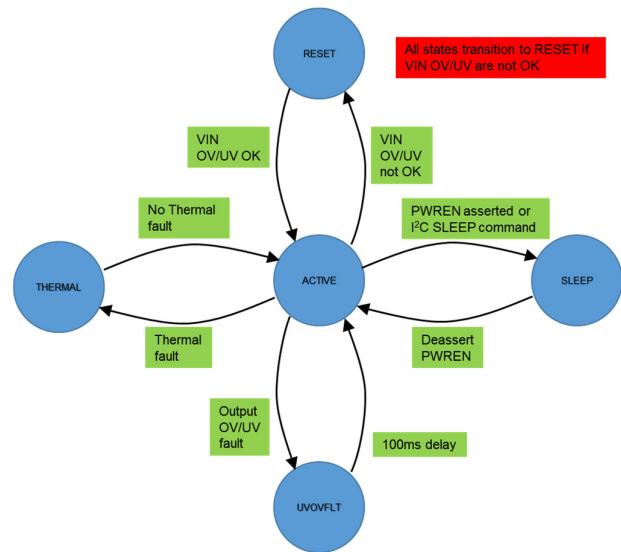 RESET
All states transition to RESET if
VIN OV/UV are not OK
VIN
OV/UV OK
VIN
OV/UV
not OK
No Thermal
fault
PWREN asserted or
I²C SLEEP command
THERMAL
ACTIVE
SLEEP
Thermal
fault
Deassert
PWREN
Output
OV/UV
fault
100ms delay
UVOVFLT